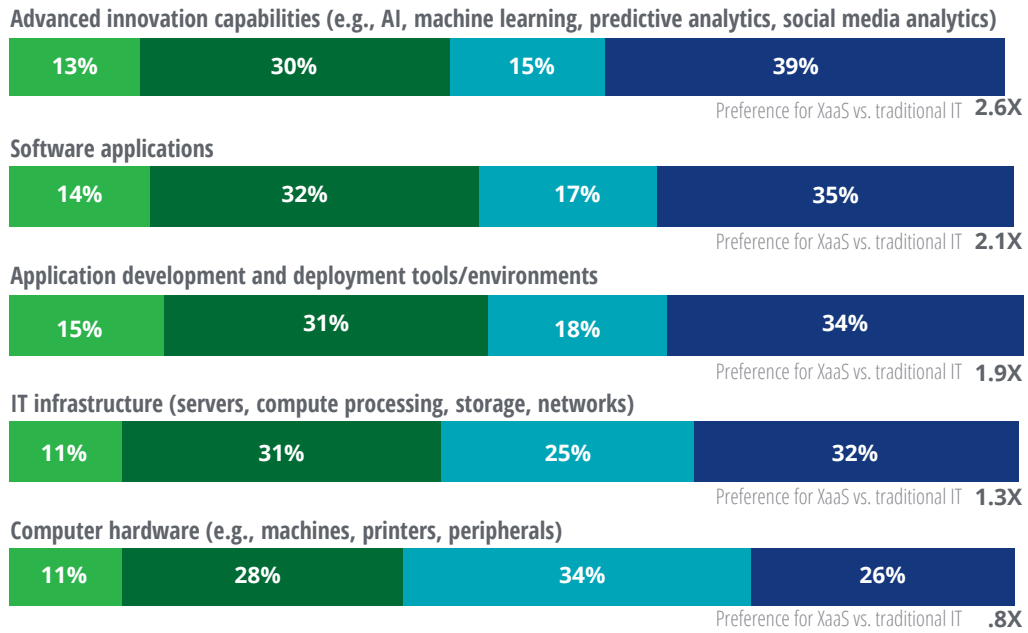 Advanced innovation capabilities (e.g., AI, machine learning, predictive analytics, social media analytics)
13% 30% 15% 39%
Preference for XaaS vs. traditional IT 2.6X
Software applications
14% 32% 17% 35%
Preference for XaaS vs. traditional IT 2.1X
Application development and deployment tools/environments
15% 31% 18% 34%
Preference for XaaS vs. traditional IT 1.9X
IT infrastructure (servers, compute processing, storage, networks)
11% 31% 25% 32%
Preference for XaaS vs. traditional IT 1.3X
Computer hardware (e.g., machines, printers, peripherals)
11% 28% 34% 26%
Preference for XaaS vs. traditional IT .8X